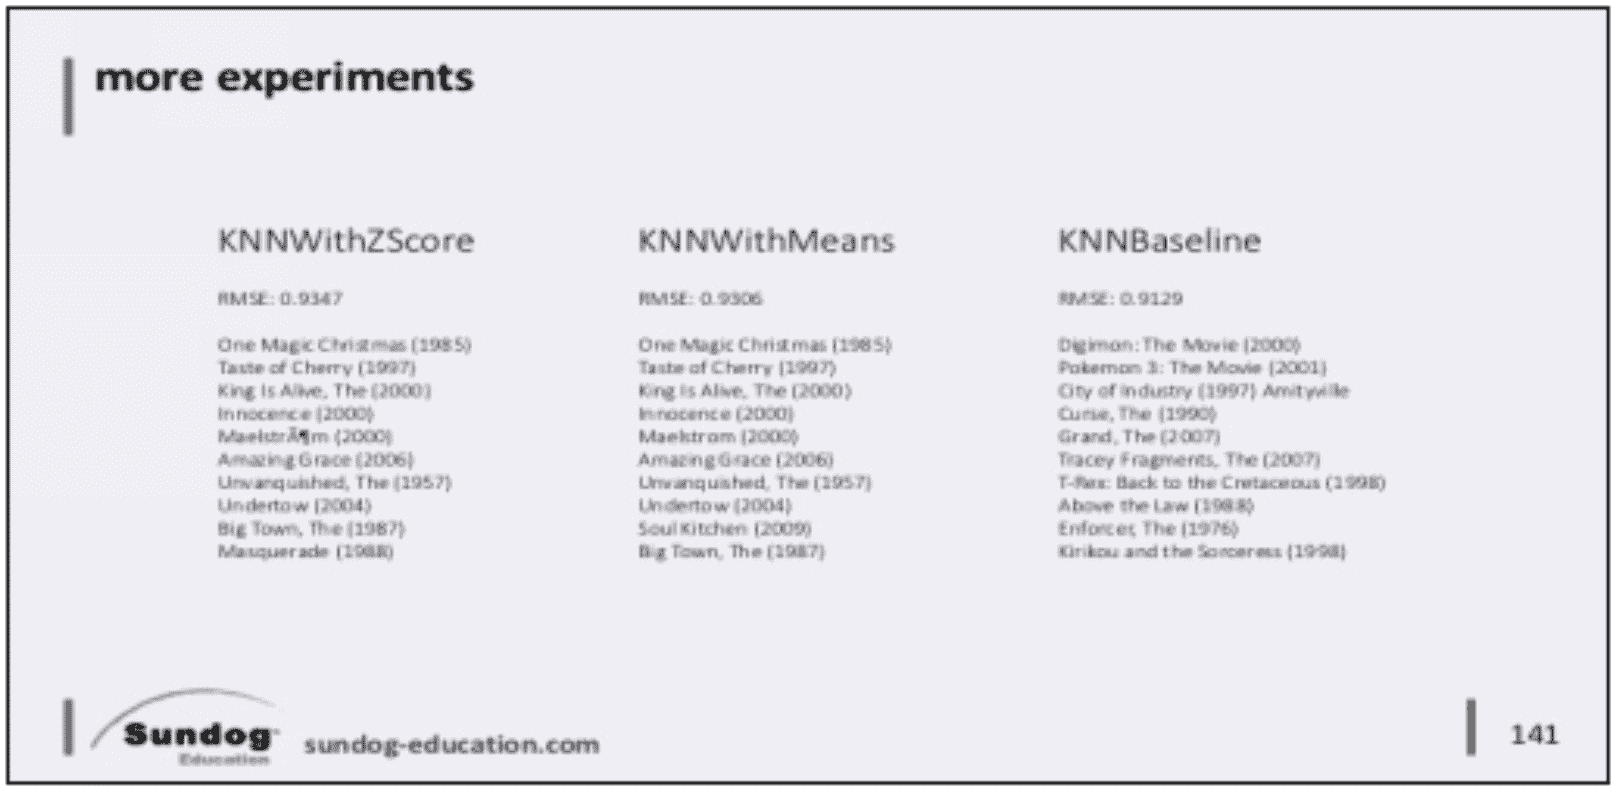 more experiments
KNNWithZScore
RMSE: 0.9347
One Magic Christmas (1985)
Taste of Cherry (1997)
King Is Alive, The (2000)
Innocence (2000)
MaelstrÃ¶m (2000)
Amazing Grace (2006)
Unvanquished, The (1957)
Undertow (2004)
Big Town, The (1987)
Masquerade (1988)
KNNWithMeans
RMSE: 0.9306
One Magic Christmas (1985)
Taste of Cherry (1997)
King Is Alive, The (2000)
Innocence (2000)
Maelstrom (2000)
Amazing Grace (2006)
Unvanquished, The (1957)
Undertow (2004)
Soul Kitchen (2009)
Big Town, The (1987)
KNNBaseline
RMSE: 0.9129
Digimon: The Movie (2000)
Pokemon 3: The Movie (2001)
City of Industry (1997) Amityville
Curse, The (1990)
Grand, The (2007)
Tracey Fragments, The (2007)
T-Rex: Back to the Cretaceous (1998)
Above the Law (1988)
Enforcer, The (1976)
Kirikou and the Sorceress (1998)
Sundog
Education
sundog-education.com
141